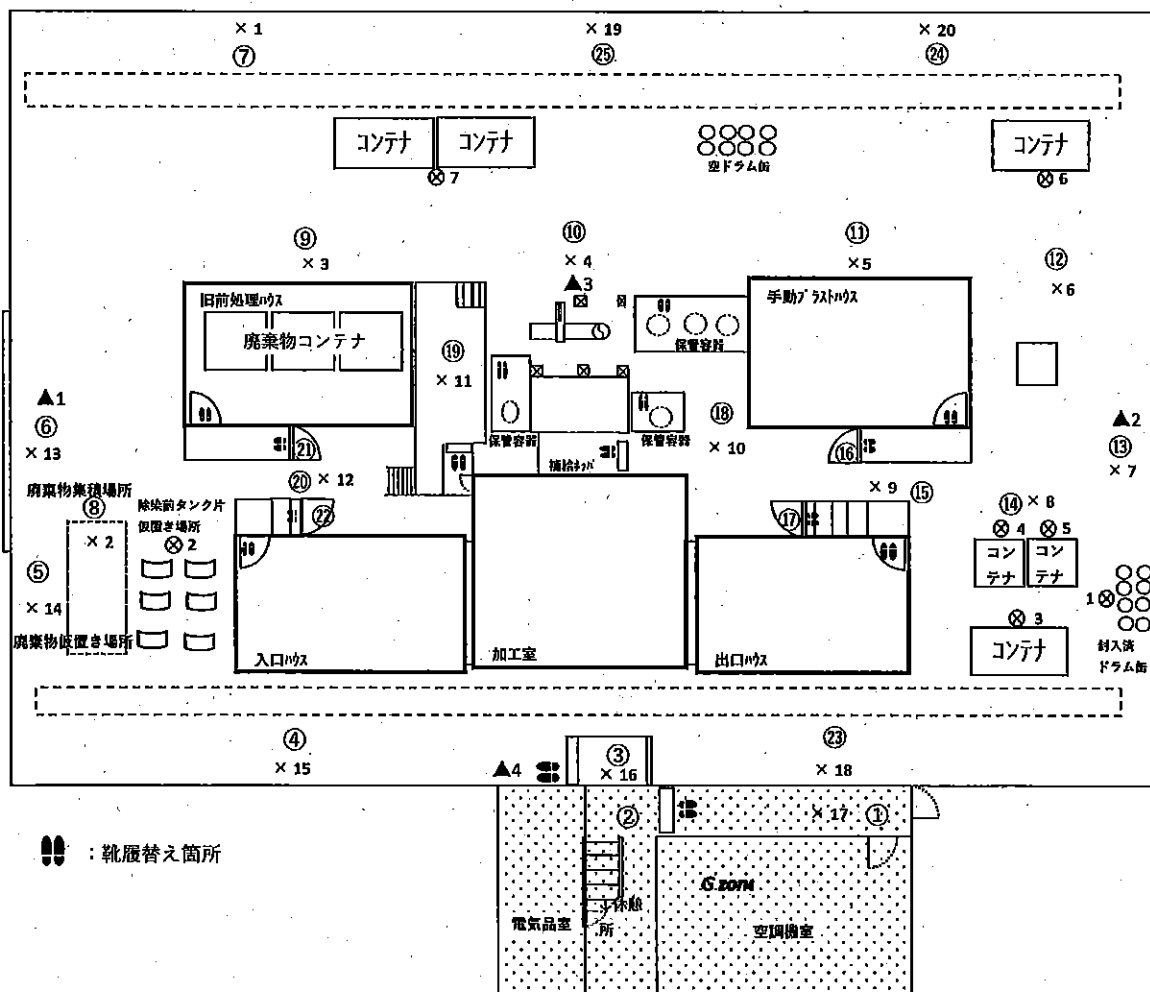 × 1
× 19
× 20
⑦
㉕
㉔
コンテナ
コンテナ
空ドラム缶
コンテナ
⊗ 7
⊗ 6
⑨
× 3
⑩
× 4
▲3
⑪
× 5
⑫
× 6
旧前処理ハウス
廃棄物コンテナ
⑲
× 11
保管容器
手動ブラストハウス
▲1
⑥
× 13
保管容器
保管容器
⑱
× 10
▲2
⑬
× 7
㉑
補給ホッパ
⑯
⑳
× 12
× 9
⑮
廃棄物集積場所
⑧
× 2
除染前タンク片
仮置き場所
⊗ 2
㉒
⑰
⑭
× 8
⊗ 4
⊗ 5
コン
テナ
コン
テナ
⑤
× 14
1 ⊗
⊗ 3
廃棄物仮置き場所
入口ハウス
加工室
出口ハウス
コンテナ
封入済
ドラム缶
④
× 15
▲4
③
× 16
㉓
× 18
②
× 17
①
：靴履替え箇所
G zone
休憩
所
電気品室
空調機室